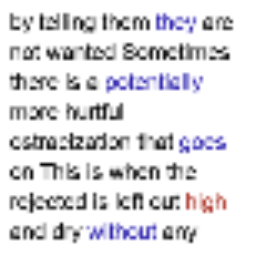 by telling them they are
not wanted Sometimes
there is a potentially
more hurtful
ostracization that goes
on This is when the
rejected is left out high
and dry without any